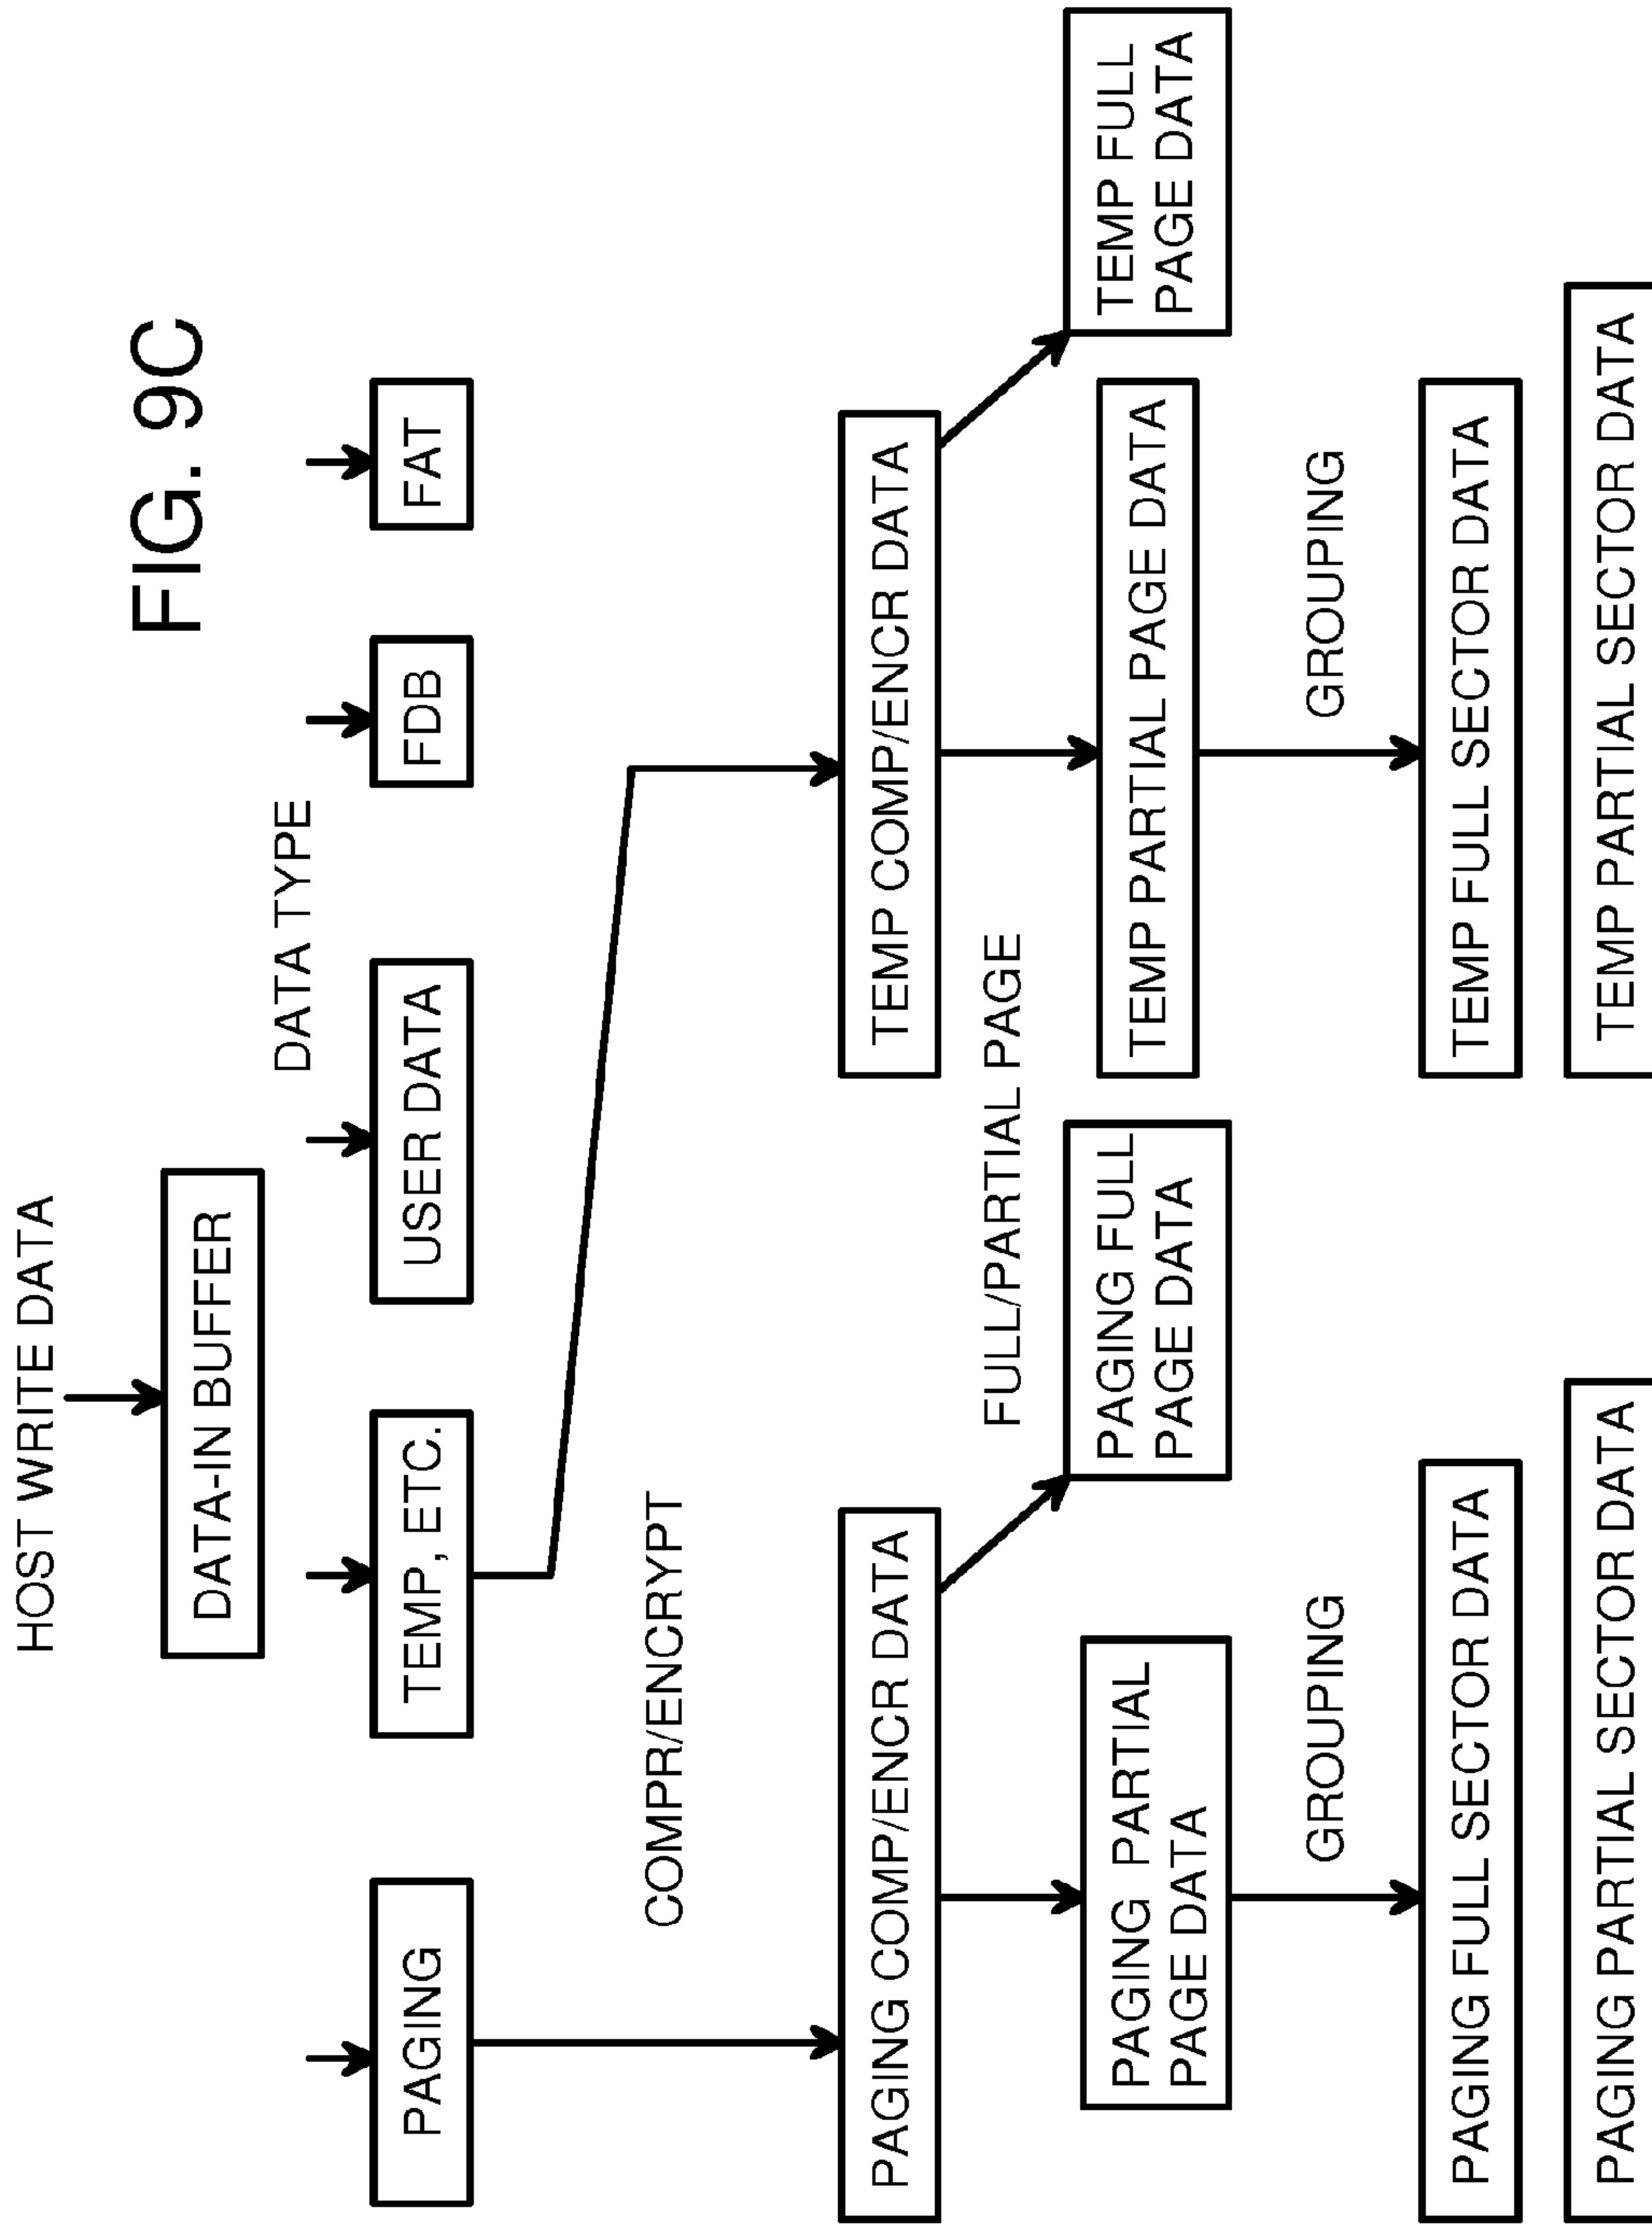 HOST WRITE DATA
FIG. 9C
DATA-IN BUFFER
DATA TYPE
PAGING
TEMP, ETC.
USER DATA
FDB
FAT
COMPR/ENCRYPT
PAGING COMP/ENCR DATA
TEMP COMP/ENCR DATA
FULL/PARTIAL PAGE
PAGING PARTIAL
PAGE DATA
PAGING FULL
PAGE DATA
TEMP PARTIAL PAGE DATA
TEMP FULL
PAGE DATA
GROUPING
GROUPING
PAGING FULL SECTOR DATA
TEMP FULL SECTOR DATA
PAGING PARTIAL SECTOR DATA
TEMP PARTIAL SECTOR DATA